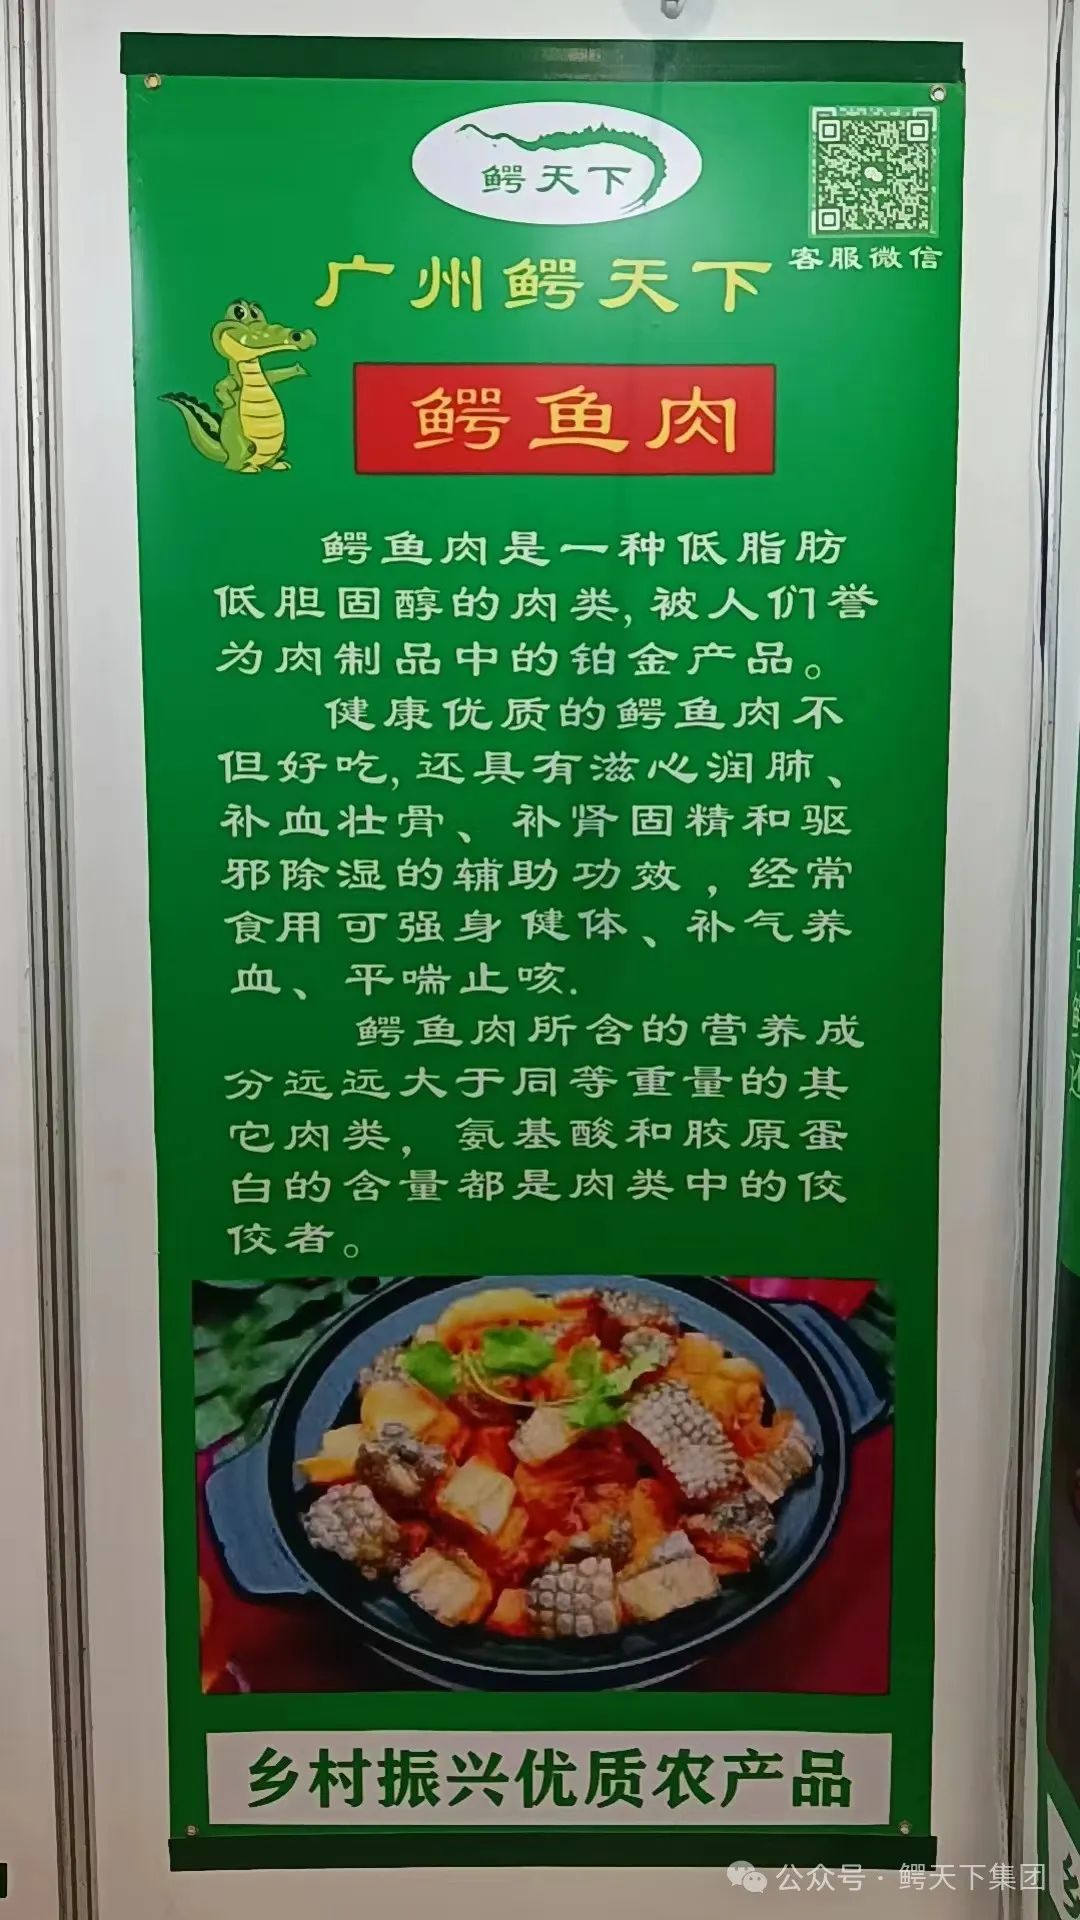 鳄天下
客服微信
广州鳄天下
鳄鱼肉
鳄鱼肉是一种低脂肪
低胆固醇的肉类,被人们誉
为肉制品中的铂金产品。
健康优质的鳄鱼肉不
但好吃,还具有滋心润肺、
补血壮骨、补肾固精和驱
邪除湿的辅助功效，经常
食用可强身健体、补气养
血、平喘止咳.
鳄鱼肉所含的营养成
分远远大于同等重量的其
它肉类，氨基酸和胶原蛋
白的含量都是肉类中的佼
佼者。
乡村振兴优质农产品
公众号·鳄天下集团